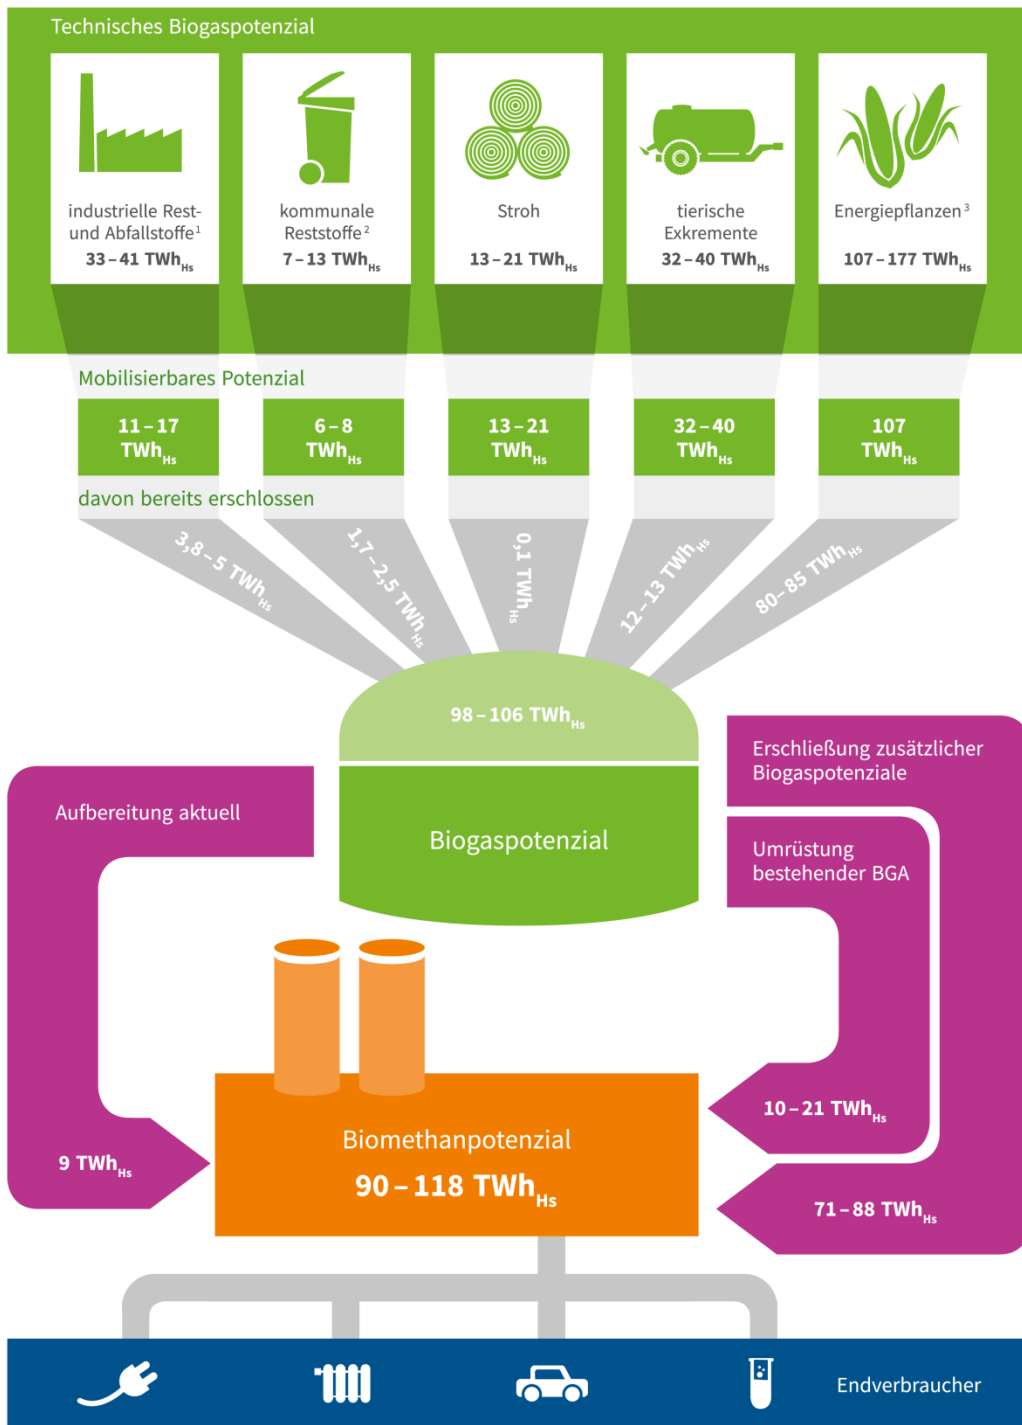 Technisches Biogaspotenzial
industrielle Rest-
und Abfallstoffe¹
33 – 41 TWhHs
kommunale
Reststoffe²
7 – 13 TWhHs
Stroh
13 – 21 TWhHs
tierische
Exkremente
32 – 40 TWhHs
Energiepflanzen³
107 – 177 TWhHs
Mobilisierbares Potenzial
11 – 17
TWhHs
6 – 8
TWhHs
13 – 21
TWhHs
32 – 40
TWhHs
107
TWhHs
davon bereits erschlossen
3,8 – 5 TWhHs
1,7 – 2,5 TWhHs
0,1 TWhHs
12 – 13 TWhHs
80 – 85 TWhHs
98 – 106 TWhHs
Biogaspotenzial
Aufbereitung aktuell
9 TWhHs
Erschließung zusätzlicher
Biogaspotenziale
Umrüstung
bestehender BGA
10 – 21 TWhHs
71 – 88 TWhHs
Biomethanpotenzial
90 – 118 TWhHs
Endverbraucher